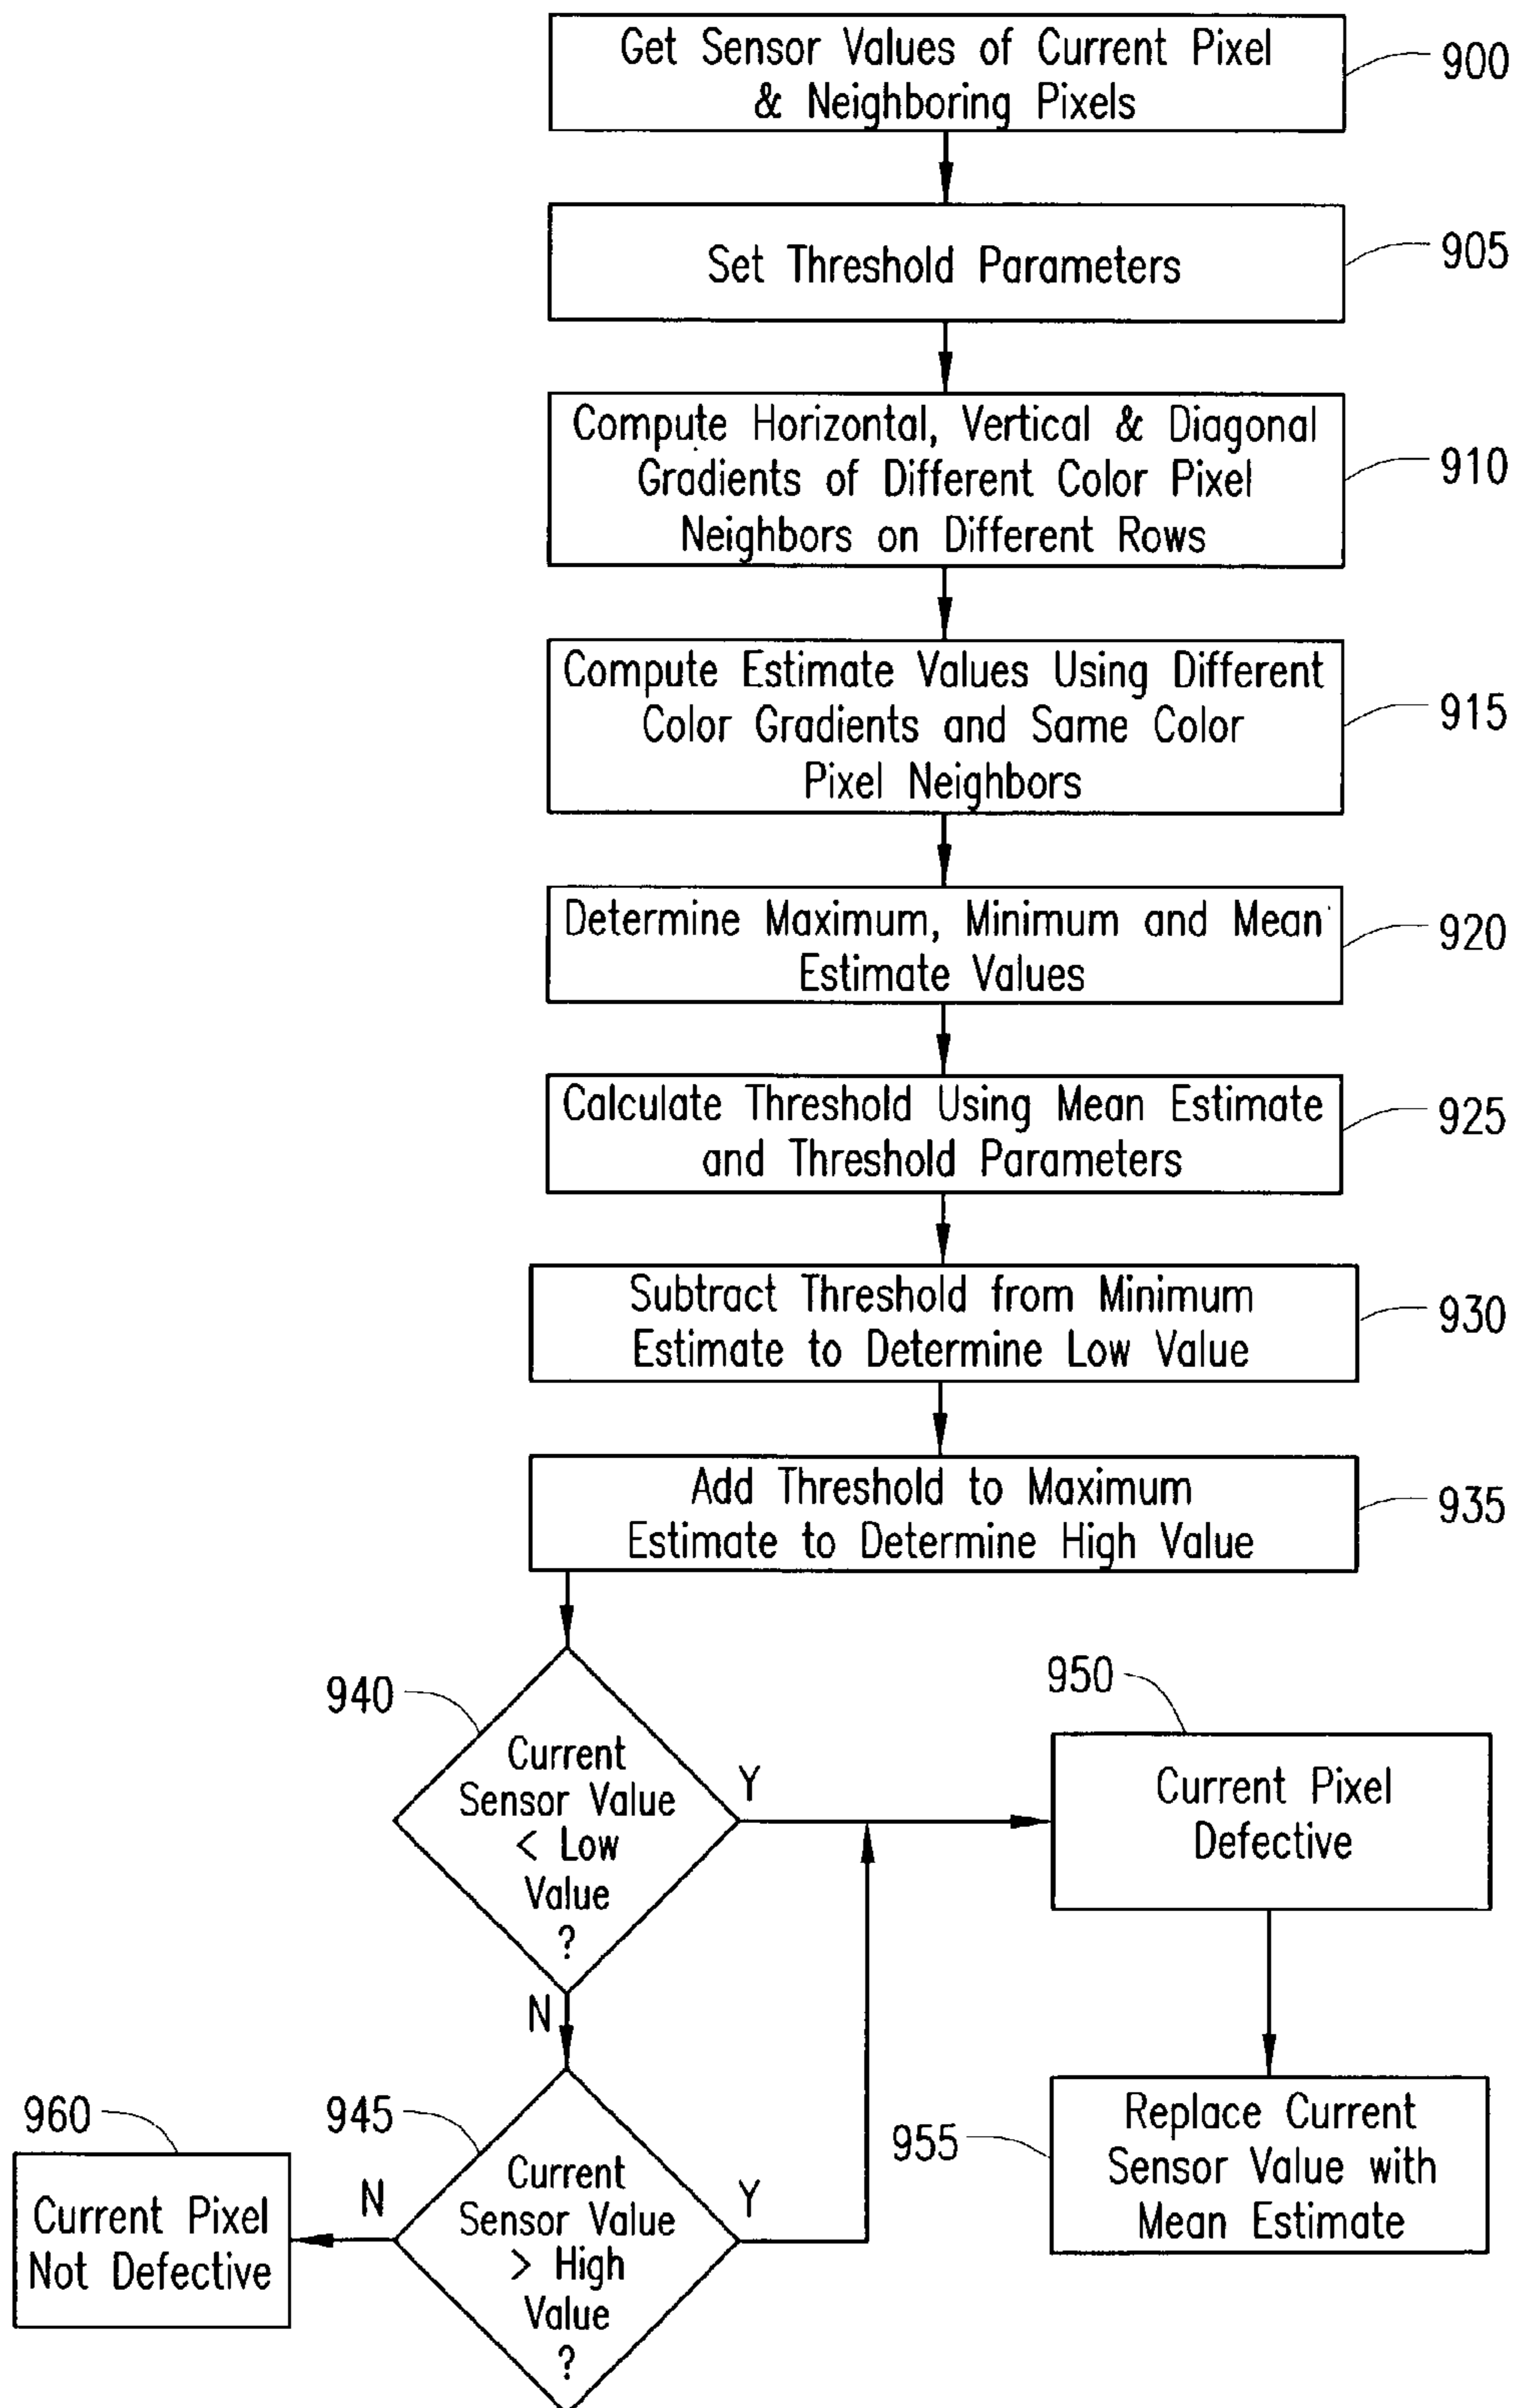 Get Sensor Values of Current Pixel
& Neighboring Pixels
900
Set Threshold Parameters
905
Compute Horizontal, Vertical & Diagonal
Gradients of Different Color Pixel
Neighbors on Different Rows
910
Compute Estimate Values Using Different
Color Gradients and Same Color
Pixel Neighbors
915
Determine Maximum, Minimum and Mean
Estimate Values
920
Calculate Threshold Using Mean Estimate
and Threshold Parameters
925
Subtract Threshold from Minimum
Estimate to Determine Low Value
930
Add Threshold to Maximum
Estimate to Determine High Value
935
940
Current
Sensor Value
< Low
Value
?
Y
N
950
Current Pixel
Defective
945
Current
Sensor Value
> High
Value
?
Y
N
960
Current Pixel
Not Defective
955
Replace Current
Sensor Value with
Mean Estimate